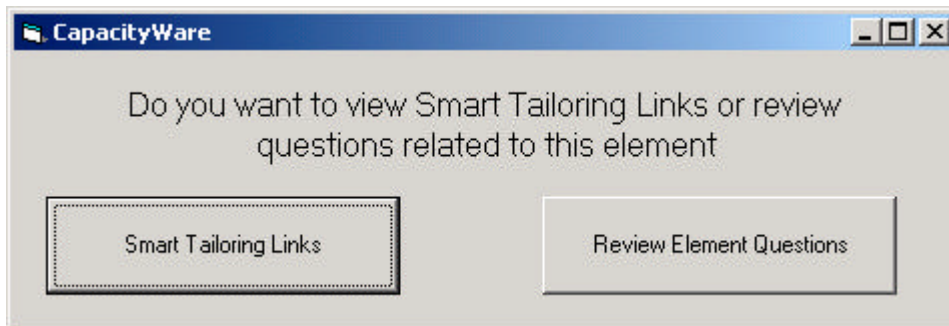 CapacityWare
Do you want to view Smart Tailoring Links or review
questions related to this element
Smart Tailoring Links
Review Element Questions